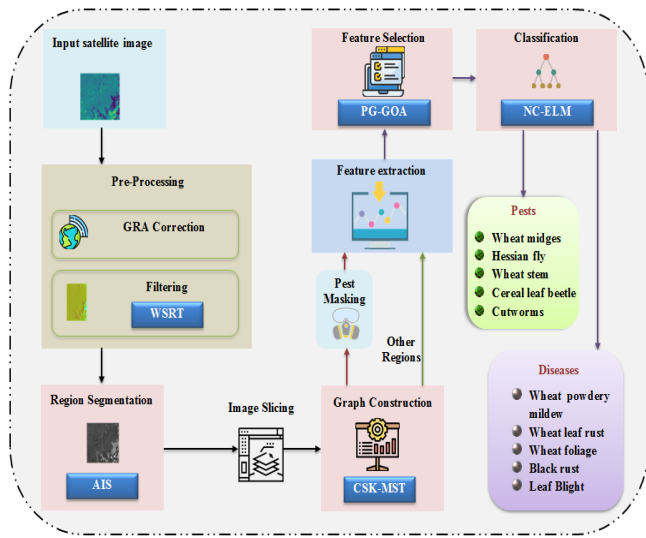 Input satellite image
Pre-Processing
GRA Correction
Filtering
WSRT
Region Segmentation
AIS
Image Slicing
Graph Construction
CSK-MST
Pest
Masking
Other
Regions
Feature extraction
Feature Selection
PG-GOA
Classification
NC-ELM
Pests
Wheat midges
Hessian fly
Wheat stem
Cereal leaf beetle
Cutworms
Diseases
Wheat powdery
mildew
Wheat leaf rust
Wheat foliage
Black rust
Leaf Blight